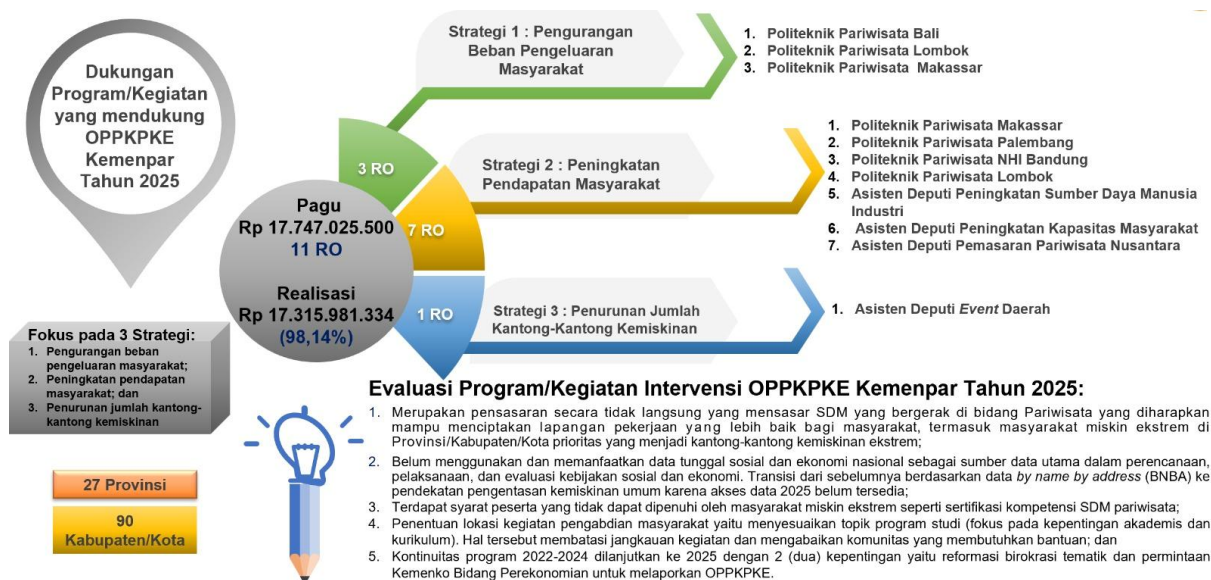 Dukungan
Program/Kegiatan
yang mendukung
OPPKPKE
Kemenpar
Tahun 2025
Strategi 1 : Pengurangan
Beban Pengeluaran
Masyarakat
1. Politeknik Pariwisata Bali
2. Politeknik Pariwisata Lombok
3. Politeknik Pariwisata Makassar
3 RO
Strategi 2 : Peningkatan
Pendapatan Masyarakat
1. Politeknik Pariwisata Makassar
2. Politeknik Pariwisata Palembang
3. Politeknik Pariwisata NHI Bandung
4. Politeknik Pariwisata Lombok
5. Asisten Deputi Peningkatan Sumber Daya Manusia
Industri
6. Asisten Deputi Peningkatan Kapasitas Masyarakat
7. Asisten Deputi Pemasaran Pariwisata Nusantara
7 RO
Pagu
Rp 17.747.025.500
11 RO
Realisasi
Rp 17.315.981.334
(98,14%)
1 RO
Strategi 3 : Penurunan Jumlah
Kantong-Kantong Kemiskinan
1. Asisten Deputi Event Daerah
Fokus pada 3 Strategi:
1. Pengurangan beban
pengeluaran masyarakat;
2. Peningkatan pendapatan
masyarakat; dan
3. Penurunan jumlah kantong-
kantong kemiskinan
27 Provinsi
90
Kabupaten/Kota
Evaluasi Program/Kegiatan Intervensi OPPKPKE Kemenpar Tahun 2025:
1. Merupakan pensasaran secara tidak langsung yang mensasar SDM yang bergerak di bidang Pariwisata yang diharapkan
mampu menciptakan lapangan pekerjaan yang lebih baik bagi masyarakat, termasuk masyarakat miskin ekstrem di
Provinsi/Kabupaten/Kota prioritas yang menjadi kantong-kantong kemiskinan ekstrem;
2. Belum menggunakan dan memanfaatkan data tunggal sosial dan ekonomi nasional sebagai sumber data utama dalam perencanaan,
pelaksanaan, dan evaluasi kebijakan sosial dan ekonomi. Transisi dari sebelumnya berdasarkan data by name by address (BNBA) ke
pendekatan pengentasan kemiskinan umum karena akses data 2025 belum tersedia;
3. Terdapat syarat peserta yang tidak dapat dipenuhi oleh masyarakat miskin ekstrem seperti sertifikasi kompetensi SDM pariwisata;
4. Penentuan lokasi kegiatan pengabdian masyarakat yaitu menyesuaikan topik program studi (fokus pada kepentingan akademis dan
kurikulum). Hal tersebut membatasi jangkauan kegiatan dan mengabaikan komunitas yang membutuhkan bantuan; dan
5. Kontinuitas program 2022-2024 dilanjutkan ke 2025 dengan 2 (dua) kepentingan yaitu reformasi birokrasi tematik dan permintaan
Kemenko Bidang Perekonomian untuk melaporkan OPPKPKE.